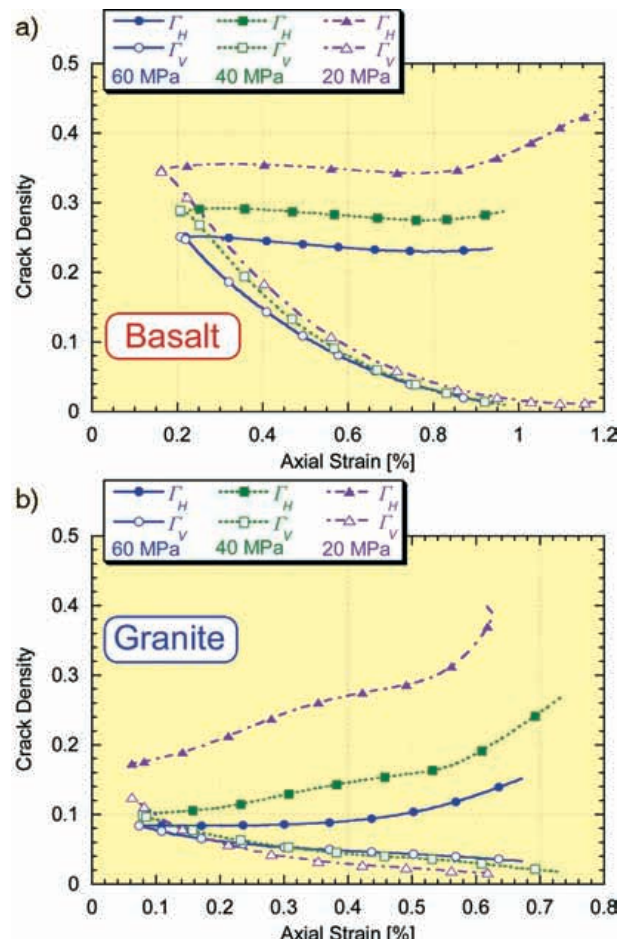 a)
Γ_H Γ_H Γ_H
Γ_V Γ_V Γ_V
60 MPa 40 MPa 20 MPa
0.5
0.4
0.3
0.2
0.1
0
Crack Density
Basalt
0 0.2 0.4 0.6 0.8 1 1.2
Axial Strain [%]
b)
Γ_H Γ_H Γ_H
Γ_V Γ_V Γ_V
60 MPa 40 MPa 20 MPa
0.5
0.4
0.3
0.2
0.1
0
Crack Density
Granite
0.1 0.2 0.3 0.4 0.5 0.6 0.7 0.8
Axial Strain [%]